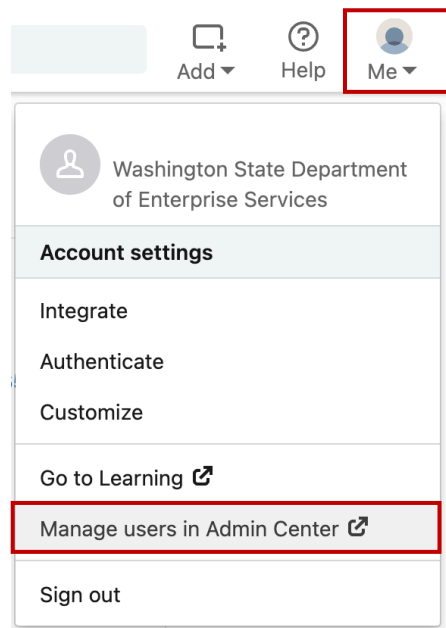 Add Help Me
Washington State Department
of Enterprise Services
Account settings
Integrate
Authenticate
Customize
Go to Learning
Manage users in Admin Center
Sign out